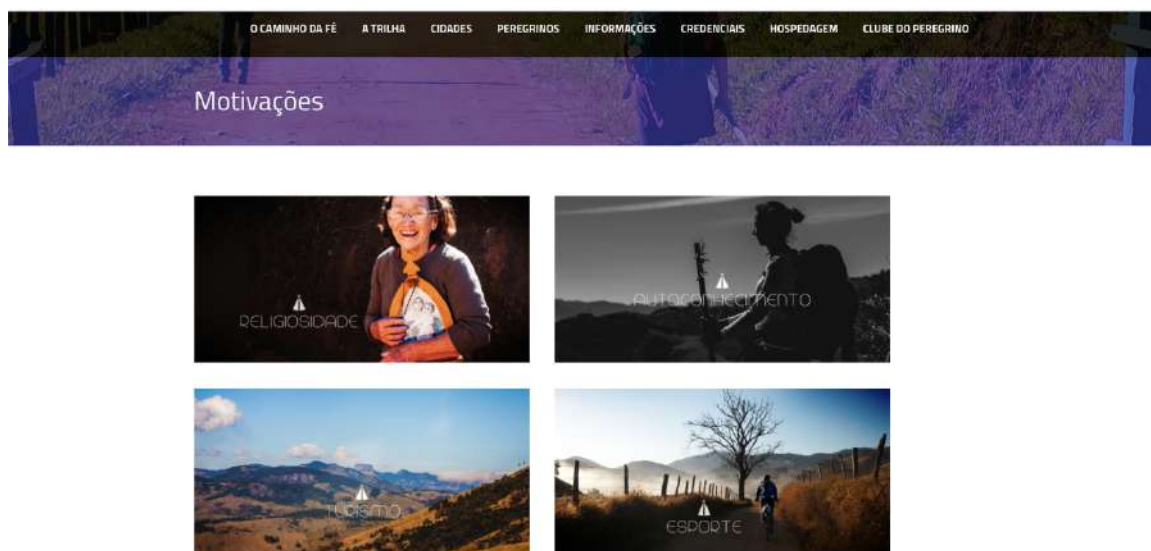 O CAMINHO DA FÉ A TRILHA CIDADES PEREGRINOS INFORMAÇÕES CREDENCIAIS HOSPEDAGEM CLUBE DO PEREGRINO
Motivações
RELIGIOSIDADE
AUTOCONHECIMENTO
TURISMO
ESPORTE